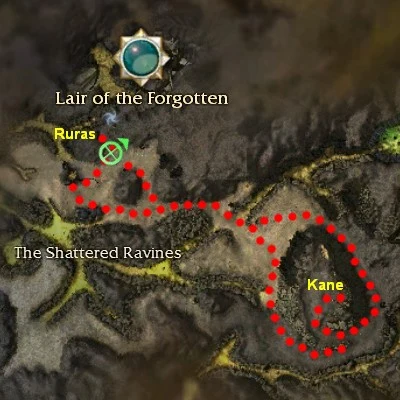 Lair of the Forgotten
Ruras
The Shattered Ravines
Kane